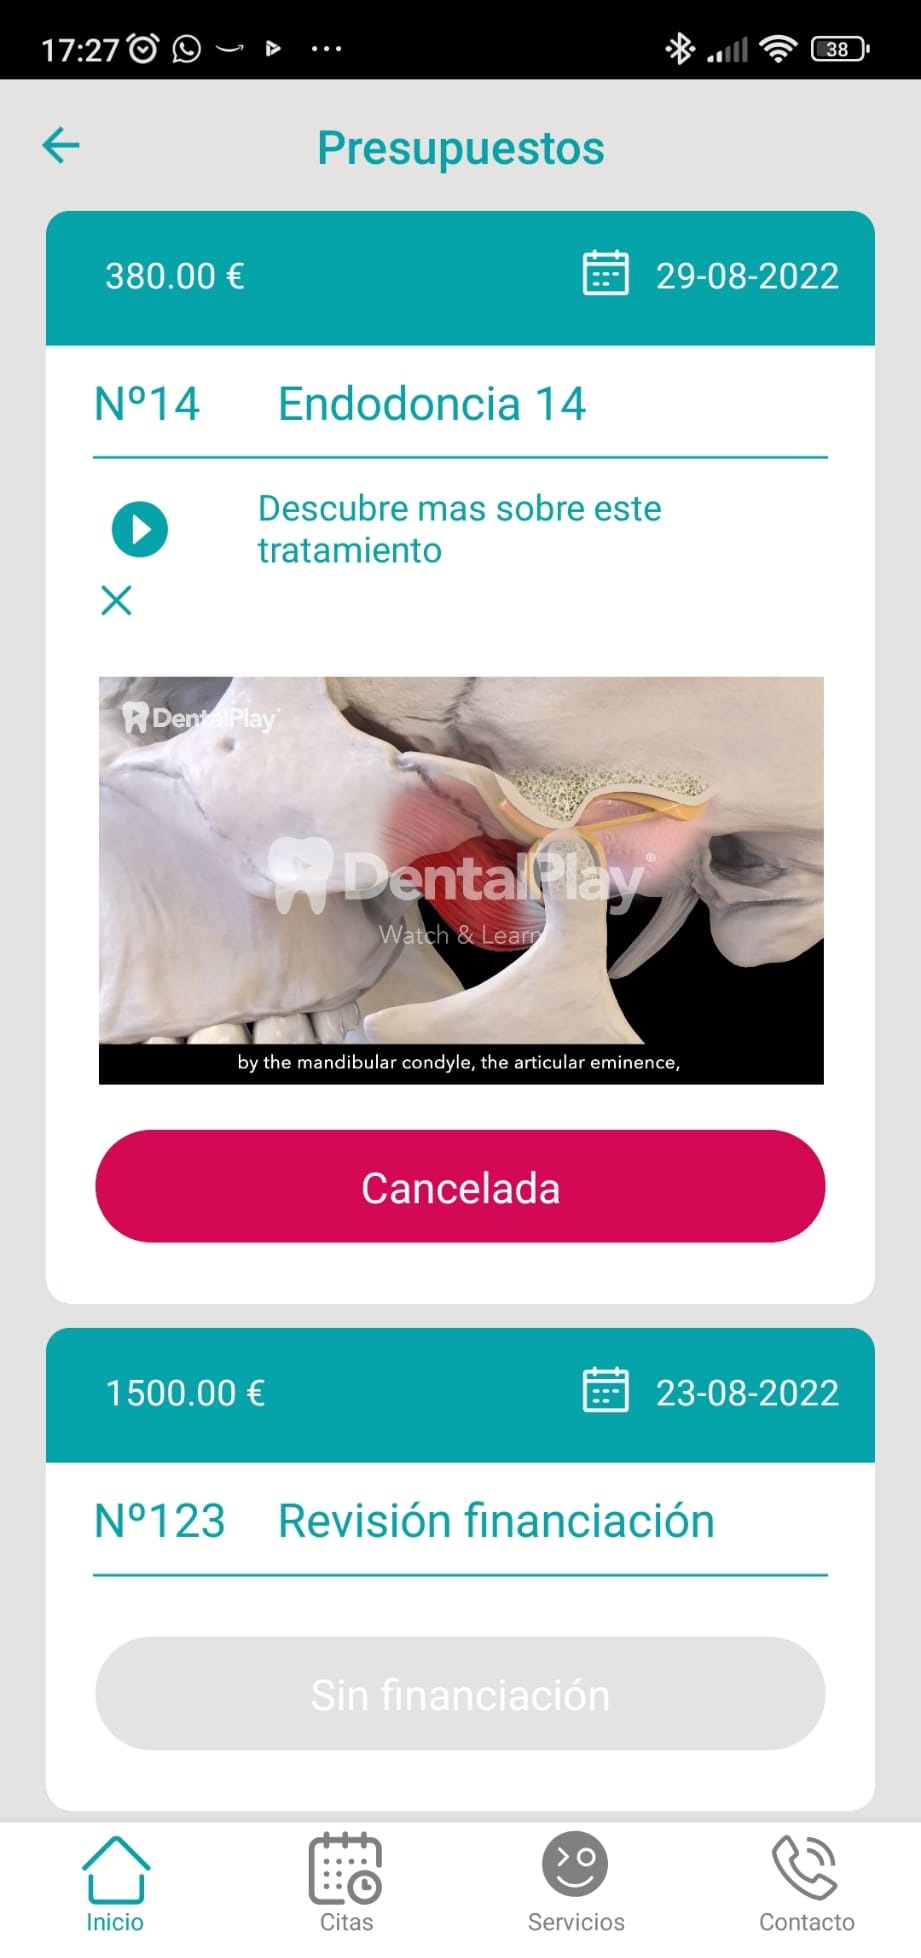 17:27
38
Presupuestos
380.00 €
29-08-2022
Nº14 Endodoncia 14
Descubre mas sobre este
tratamiento
DentalPlay
DentalPlay®
Watch & Learn
by the mandibular condyle, the articular eminence,
Cancelada
1500.00 €
23-08-2022
Nº123 Revisión financiación
Sin financiación
Inicio
Citas
Servicios
Contacto